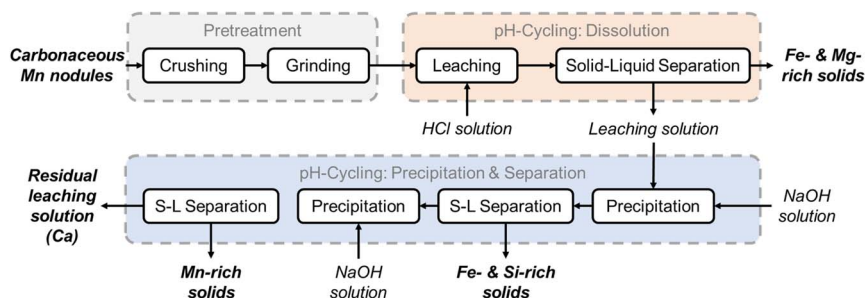 Pretreatment
pH-Cycling: Dissolution
Carbonaceous
Mn nodules
Crushing
Grinding
Leaching
Solid-Liquid Separation
Fe- & Mg-
rich solids
HCl solution
Leaching solution
pH-Cycling: Precipitation & Separation
Residual
leaching
solution
(Ca)
S-L Separation
Precipitation
S-L Separation
Precipitation
NaOH
solution
Mn-rich
solids
NaOH
solution
Fe- & Si-rich
solids